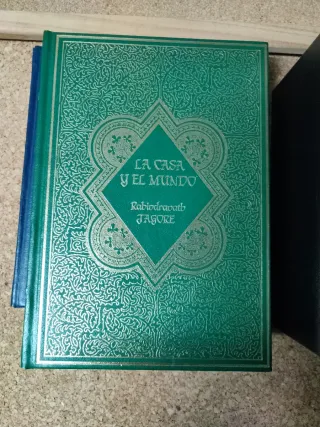 LA CASA
Y EL MUNDO
Rabindranath
TAGORE